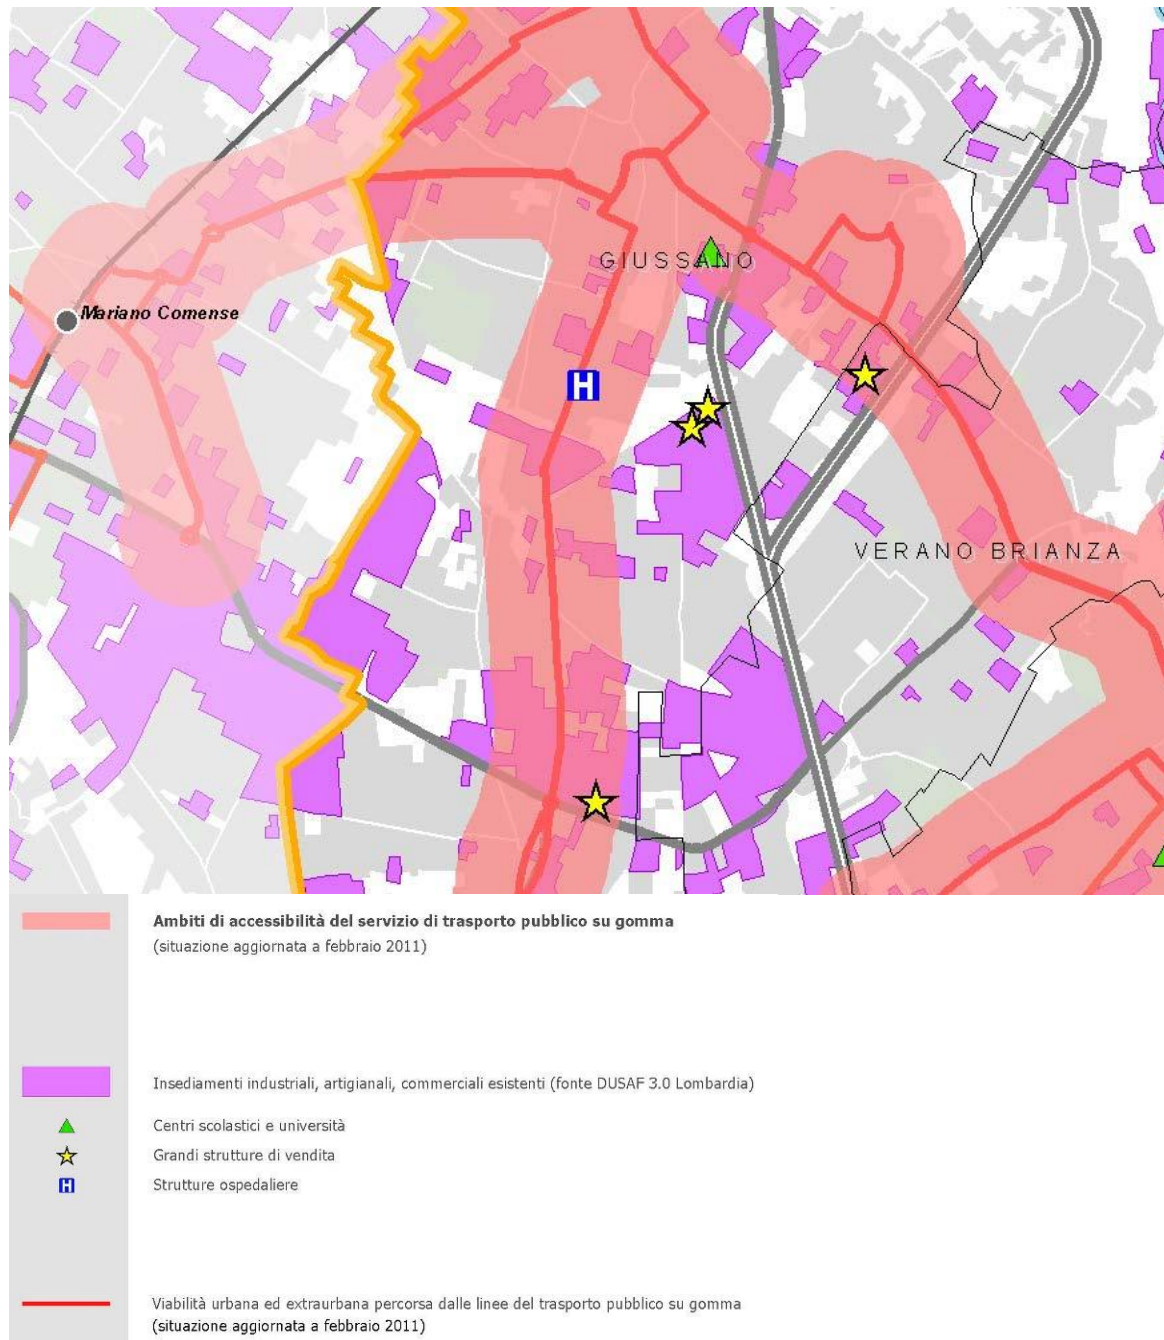 GIUSSANO
Mariano Comense
H
VERANO BRIANZA
Ambiti di accessibilità del servizio di trasporto pubblico su gomma
(situazione aggiornata a febbraio 2011)
Insediamenti industriali, artigianali, commerciali esistenti (fonte DUSAF 3.0 Lombardia)
Centri scolastici e università
Grandi strutture di vendita
H
Strutture ospedaliere
Viabilità urbana ed extraurbana percorsa dalle linee del trasporto pubblico su gomma
(situazione aggiornata a febbraio 2011)